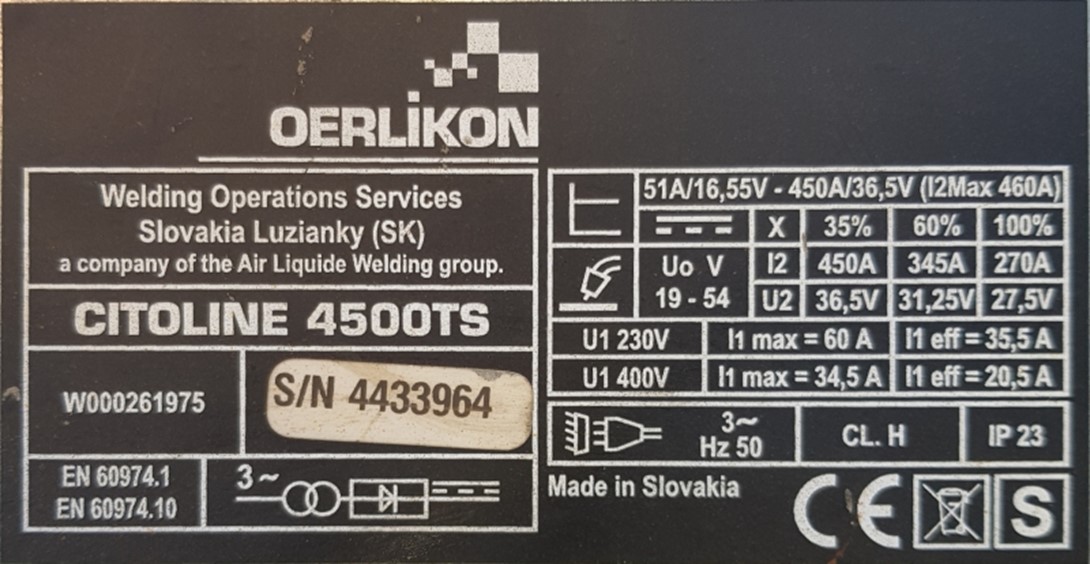 OERLiKON
Welding Operations Services
Slovakia Luzianky (SK)
a company of the Air Liquide Welding group.
CITOLINE 4500TS
W000261975
S/N 4433964
EN 60974.1
EN 60974.10
3~
51A/16,55V - 450A/36,5V (I2Max 460A)
X 35% 60% 100%
Uo V
19 - 54
I2 450A 345A 270A
U2 36,5V 31,25V 27,5V
U1 230V I1 max = 60 A I1 eff = 35,5 A
U1 400V I1 max = 34,5 A I1 eff = 20,5 A
3~
Hz 50
CL. H
IP 23
Made in Slovakia
CE
S